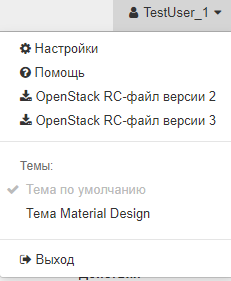 TestUser_1
Настройки
Помощь
OpenStack RC-файл версии 2
OpenStack RC-файл версии 3
Темы:
Тема по умолчанию
Тема Material Design
Выход